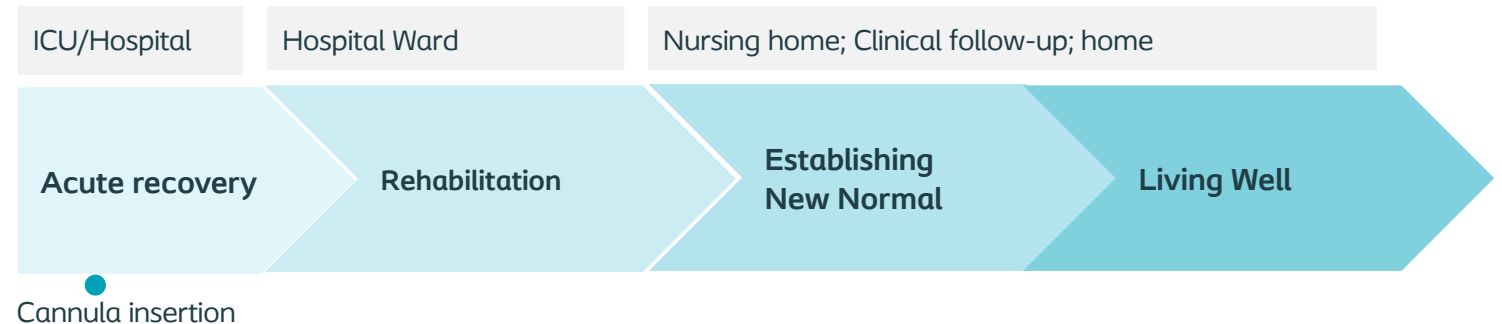 ICU/Hospital
Hospital Ward
Nursing home; Clinical follow-up; home
Acute recovery
Rehabilitation
Establishing
New Normal
Living Well
Cannula insertion